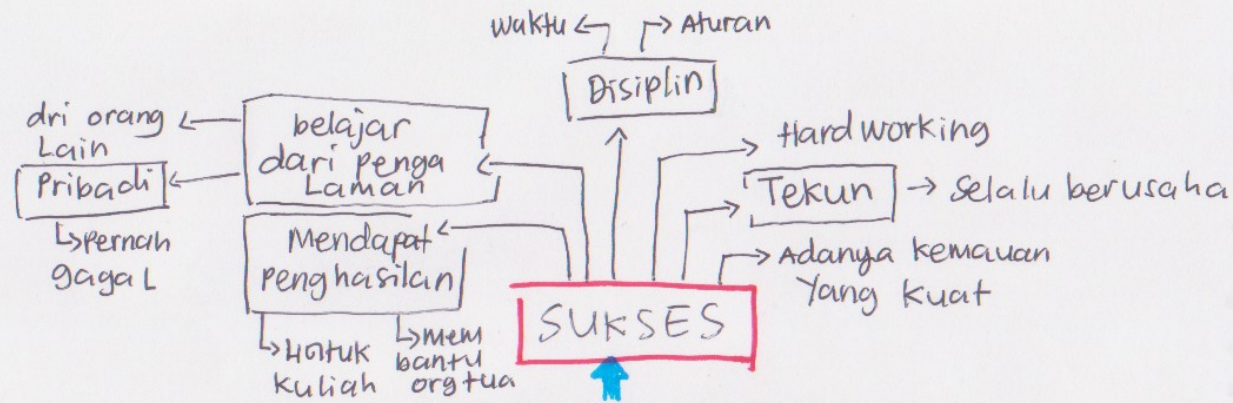 waktu Aturan
Disiplin
dri orang
Lain
belajar
dari penga
Laman
Pribadi
pernah
gagal
Mendapat
penghasilan
Untuk
kuliah
mem
bantu
orgtua
Hardworking
Tekun selalu berusaha
Adanya kemauan
Yang kuat
SUKSES